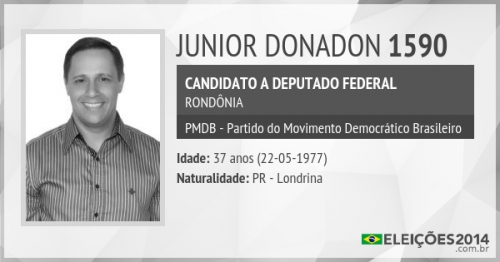 JUNIOR DONADON 1590
CANDIDATO A DEPUTADO FEDERAL
RONDÔNIA
PMDB - Partido do Movimento Democrático Brasileiro
Idade: 37 anos (22-05-1977)
Naturalidade: PR - Londrina
ELEIÇÕES2014
.com.br